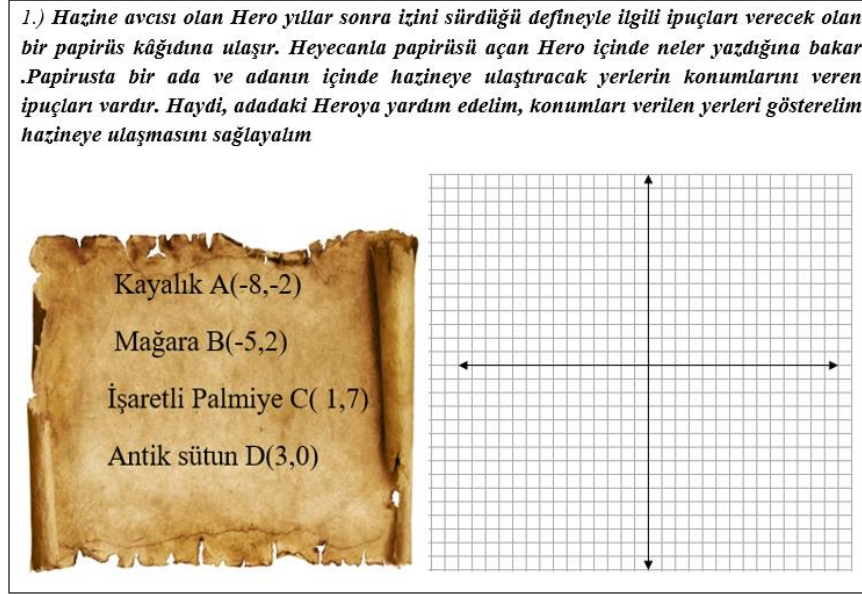 1.) Hazine avcısı olan Hero yıllar sonra izini sürdüğü defineyle ilgili ipuçları verecek olan
bir papirüs kâğıdına ulaşır. Heyecanla papirüsü açan Hero içinde neler yazdığına bakar
.Papirusta bir ada ve adanın içinde hazineye ulaştıracak yerlerin konumlarını veren
ipuçları vardır. Haydi, adadaki Heroya yardım edelim, konumları verilen yerleri gösterelim
hazineye ulaşmasını sağlayalım
Kayalık A(-8,-2)
Mağara B(-5,2)
İşaretli Palmiye C( 1,7)
Antik sütun D(3,0)